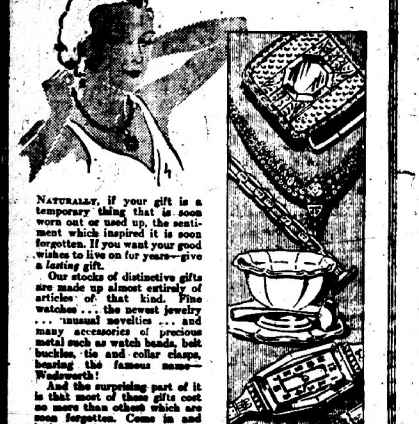 NATURALLY, if your gift is a
temporary thing that is soon
worn out or used up, the senti-
ment which inspired it is soon
forgotten. If you want your good
wishes to live on for years—give
a lasting gift.
Our stocks of distinctive gifts
are made up almost entirely of
articles of that kind. Fine
watches ... the newest jewelry
... unusual novelties ... and
many accessories of precious
metal such as watch bands, belt
buckles, tie and collar clasps,
bearing the famous name—
Wadsworth!
And the surprising part of it
is that most of these gifts cost
no more than others which are
soon forgotten. Come in and